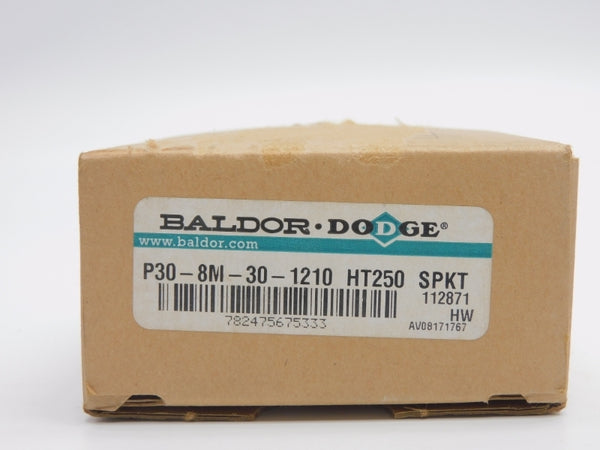 BALDOR · DODGE®
www.baldor.com
P30-8M-30-1210 HT250 SPKT
112871
HW
782475675333
AV08171767